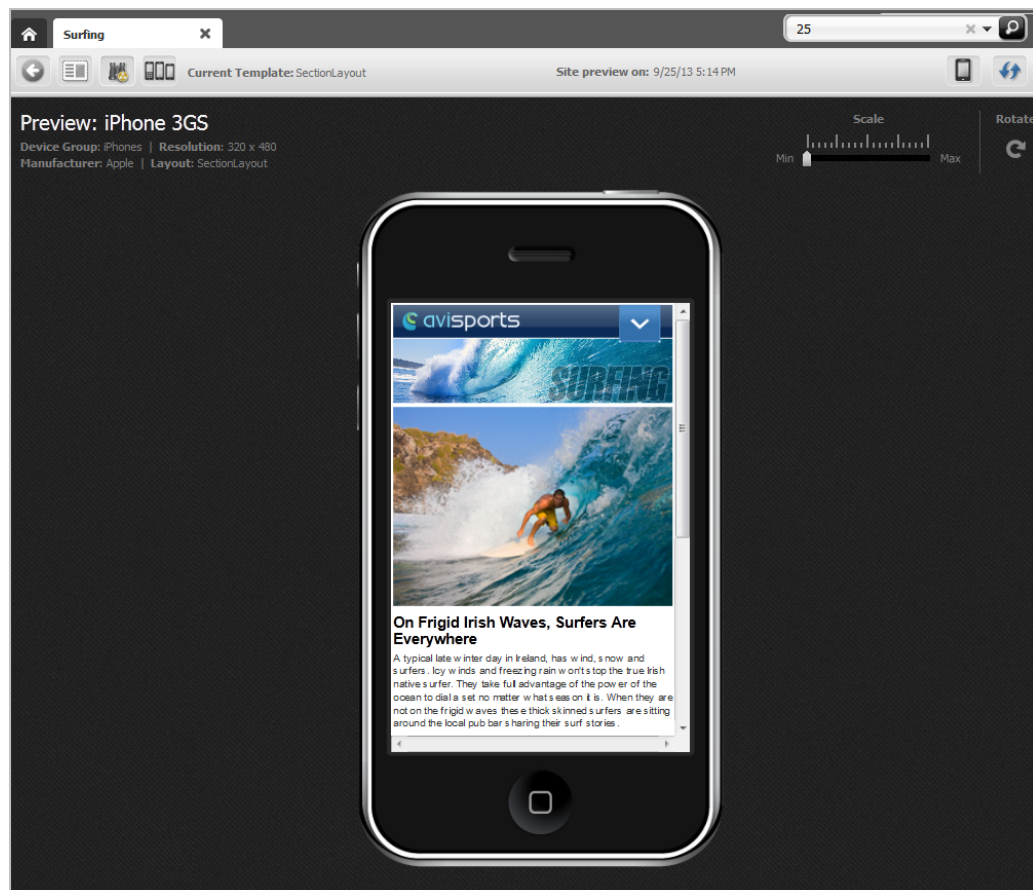 Surfing
25
Current Template: SectionLayout
Site preview on: 9/25/13 5:14 PM
Preview: iPhone 3GS
Device Group: iPhones | Resolution: 320 x 480
Manufacturer: Apple | Layout: SectionLayout
Scale
Min
Max
Rotate
avisports
SURFING
On Frigid Irish Waves, Surfers Are
Everywhere
A typical late winter day in Ireland, has wind, snow and
surfers. Icy winds and freezing rain won't stop the true Irish
native surfer. They take full advantage of the power of the
ocean to dial a set no matter what season it is. When they are
not on the frigid waves these thick skinned surfers are sitting
around the local pub bar sharing their surf stories.